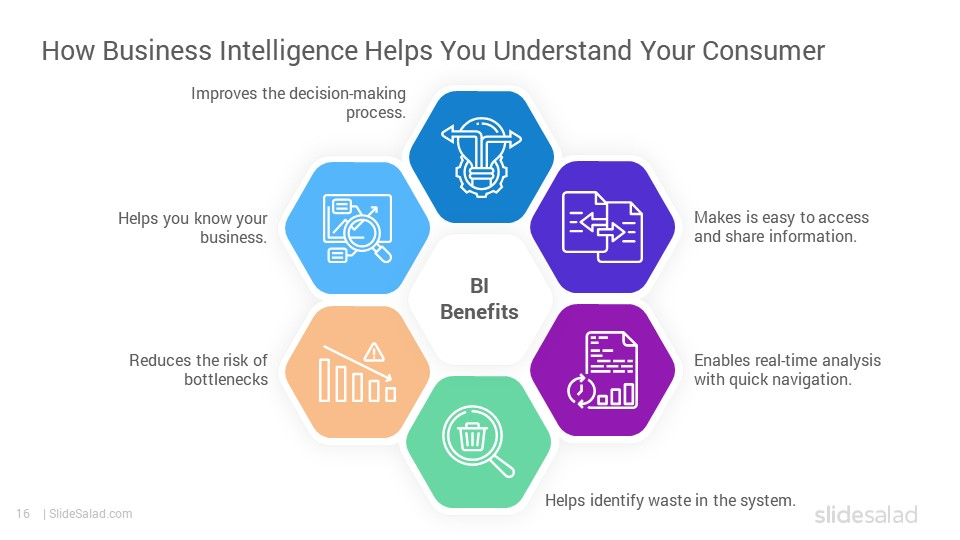 How Business Intelligence Helps You Understand Your Consumer
Improves the decision-making
process.
Helps you know your
business.
Makes is easy to access
and share information.
BI
Benefits
Reduces the risk of
bottlenecks
Enables real-time analysis
with quick navigation.
Helps identify waste in the system.
16 | SlideSalad.com
slidesalad